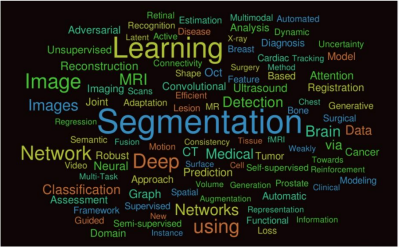 Retinal Estimation Multimodal Automated
Adversarial Recognition Disease Analysis Dynamic
Latent Active X-ray Uncertainty
Unsupervised Learning Breast Diagnosis
Reconstruction Connectivity Cardiac Tracking Model
Shape Oct Feature Surgery Method Attention
Image MRI Convolutional Based
Imaging Scans Efficient Ultrasound Registration
Images Joint Adaptation Lesion MR Detection Bone Generative
Regression Chest Surgical
Segmentation
Semantic Fusion Consistency Tissue fMRI Weakly Brain Data
Network Robust Motion CT Medical Tumor via
Video Neural Deep Surface Cell Self-supervised Towards Cancer
Multi-Task Approach Prediction Reinforcement
Classification Graph Spatial Volume Generation Prostate Modeling
Assessment Augmentation Automatic Clinical
Framework Supervised Networks Representation
Guided New using Functional Information
Domain Semi-supervised Instance Loss